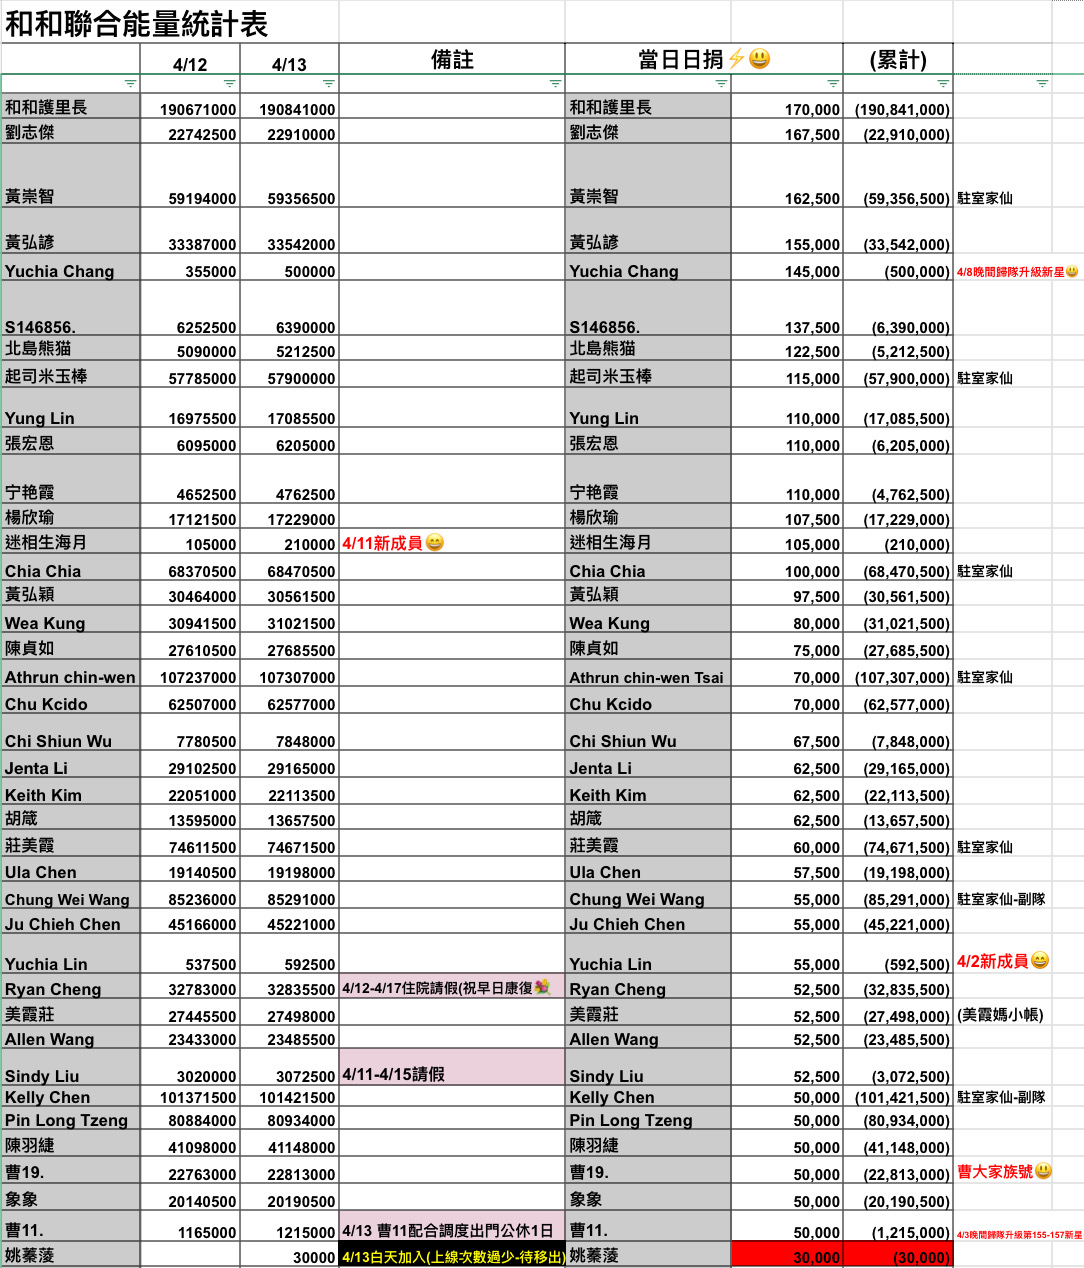 和和聯合能量統計表
4/12 4/13 備註 當日日捐⚡😃 (累計)
和和護里長 190671000 190841000 和和護里長 170,000 (190,841,000)
劉志傑 22742500 22910000 劉志傑 167,500 (22,910,000)
黃崇智 59194000 59356500 黃崇智 162,500 (59,356,500) 駐室家仙
黃弘諺 33387000 33542000 黃弘諺 155,000 (33,542,000)
Yuchia Chang 355000 500000 Yuchia Chang 145,000 (500,000) 4/8晚間歸隊升級新星😃
S146856. 6252500 6390000 S146856. 137,500 (6,390,000)
北島熊猫 5090000 5212500 北島熊猫 122,500 (5,212,500)
起司米玉棒 57785000 57900000 起司米玉棒 115,000 (57,900,000) 駐室家仙
Yung Lin 16975500 17085500 Yung Lin 110,000 (17,085,500)
張宏恩 6095000 6205000 張宏恩 110,000 (6,205,000)
宁艳霞 4652500 4762500 宁艳霞 110,000 (4,762,500)
楊欣瑜 17121500 17229000 楊欣瑜 107,500 (17,229,000)
迷相生海月 105000 210000 4/11新成員😄 迷相生海月 105,000 (210,000)
Chia Chia 68370500 68470500 Chia Chia 100,000 (68,470,500) 駐室家仙
黃弘穎 30464000 30561500 黃弘穎 97,500 (30,561,500)
Wea Kung 30941500 31021500 Wea Kung 80,000 (31,021,500)
陳貞如 27610500 27685500 陳貞如 75,000 (27,685,500)
Athrun chin-wen 107237000 107307000 Athrun chin-wen Tsai 70,000 (107,307,000) 駐室家仙
Chu Kcido 62507000 62577000 Chu Kcido 70,000 (62,577,000)
Chi Shiun Wu 7780500 7848000 Chi Shiun Wu 67,500 (7,848,000)
Jenta Li 29102500 29165000 Jenta Li 62,500 (29,165,000)
Keith Kim 22051000 22113500 Keith Kim 62,500 (22,113,500)
胡箴 13595000 13657500 胡箴 62,500 (13,657,500)
莊美霞 74611500 74671500 莊美霞 60,000 (74,671,500) 駐室家仙
Ula Chen 19140500 19198000 Ula Chen 57,500 (19,198,000)
Chung Wei Wang 85236000 85291000 Chung Wei Wang 55,000 (85,291,000) 駐室家仙-副隊
Ju Chieh Chen 45166000 45221000 Ju Chieh Chen 55,000 (45,221,000)
Yuchia Lin 537500 592500 Yuchia Lin 55,000 (592,500) 4/2新成員😄
Ryan Cheng 32783000 32835500 4/12-4/17住院請假(祝早日康復💐 Ryan Cheng 52,500 (32,835,500)
美霞莊 27445500 27498000 美霞莊 52,500 (27,498,000) (美霞媽小帳)
Allen Wang 23433000 23485500 Allen Wang 52,500 (23,485,500)
Sindy Liu 3020000 3072500 4/11-4/15請假 Sindy Liu 52,500 (3,072,500)
Kelly Chen 101371500 101421500 Kelly Chen 50,000 (101,421,500) 駐室家仙-副隊
Pin Long Tzeng 80884000 80934000 Pin Long Tzeng 50,000 (80,934,000)
陳羽緁 41098000 41148000 陳羽緁 50,000 (41,148,000)
曹19. 22763000 22813000 曹19. 50,000 (22,813,000) 曹大家族號😃
象象 20140500 20190500 象象 50,000 (20,190,500)
曹11. 1165000 1215000 4/13 曹11配合調度出門公休1日 曹11. 50,000 (1,215,000) 4/3晚間歸隊升級第155-157新星
姚蓁蔆 30000 4/13白天加入(上線次數過少-待移出) 姚蓁蔆 30,000 (30,000)